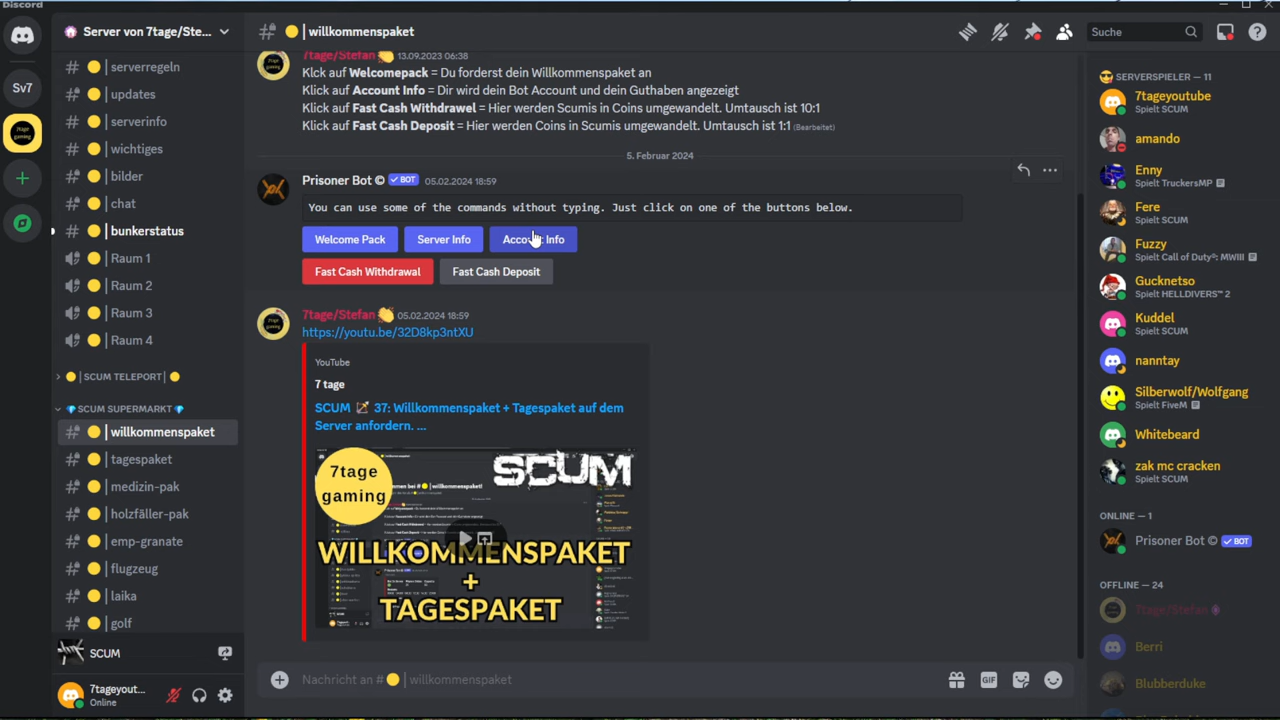 Discord
Server von 7tage/Ste...
| willkommenspaket
Suche
Sv7
| serverregeln
| updates
| serverinfo
| wichtiges
| bilder
| chat
| bunkerstatus
| Raum 1
| Raum 2
| Raum 3
| Raum 4
| SCUM TELEPORT |
SCUM SUPERMARKT
| willkommenspaket
| tagespaket
| medizin-pak
| holzfäller-pak
| emp-granate
| flugzeug
| laika
| golf
SCUM
7tageyout...
Online
7tage/Stefan 13.09.2023 06:38
Klck auf Welcomepack = Du forderst dein Willkommenspaket an
Klick auf Account Info = Dir wird dein Bot Account und dein Guthaben angezeigt
Klick auf Fast Cash Withdrawel = Hier werden Scumis in Coins umgewandelt. Umtausch ist 10:1
Klick auf Fast Cash Deposit = Hier werden Coins in Scumis umgewandelt. Umtausch ist 1:1 (Bearbeitet)
5. Februar 2024
Prisoner Bot © BOT 05.02.2024 18:59
You can use some of the commands without typing. Just click on one of the buttons below.
Welcome Pack Server Info Account Info
Fast Cash Withdrawal Fast Cash Deposit
7tage/Stefan 05.02.2024 18:59
https://youtu.be/32D8kp3ntXU
YouTube
7 tage
SCUM 37: Willkommenspaket + Tagespaket auf dem
Server anfordern. ...
7tage
gaming
SCUM
WILLKOMMENSPAKET
+
TAGESPAKET
Nachricht an # | willkommenspaket
GIF
SERVERSPIELER — 11
7tageyoutube
Spielt SCUM
amando
Enny
Spielt TruckersMP
Fere
Spielt SCUM
Fuzzy
Spielt Call of Duty®: MWIII
Gucknetso
Spielt HELLDIVERS™ 2
Kuddel
Spielt SCUM
nanntay
Silberwolf/Wolfgang
Spielt FiveM
Whitebeard
zak mc cracken
Spielt SCUM
ONLINE — 1
Prisoner Bot © BOT
OFFLINE — 24
7tage/Stefan
Berri
Blubberduke